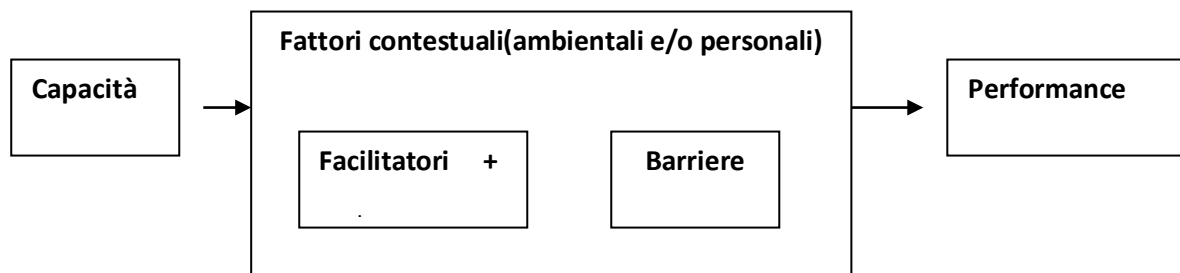 Fattori contestuali(ambientali e/o personali)
Capacità
Performance
Facilitatori +
Barriere
.